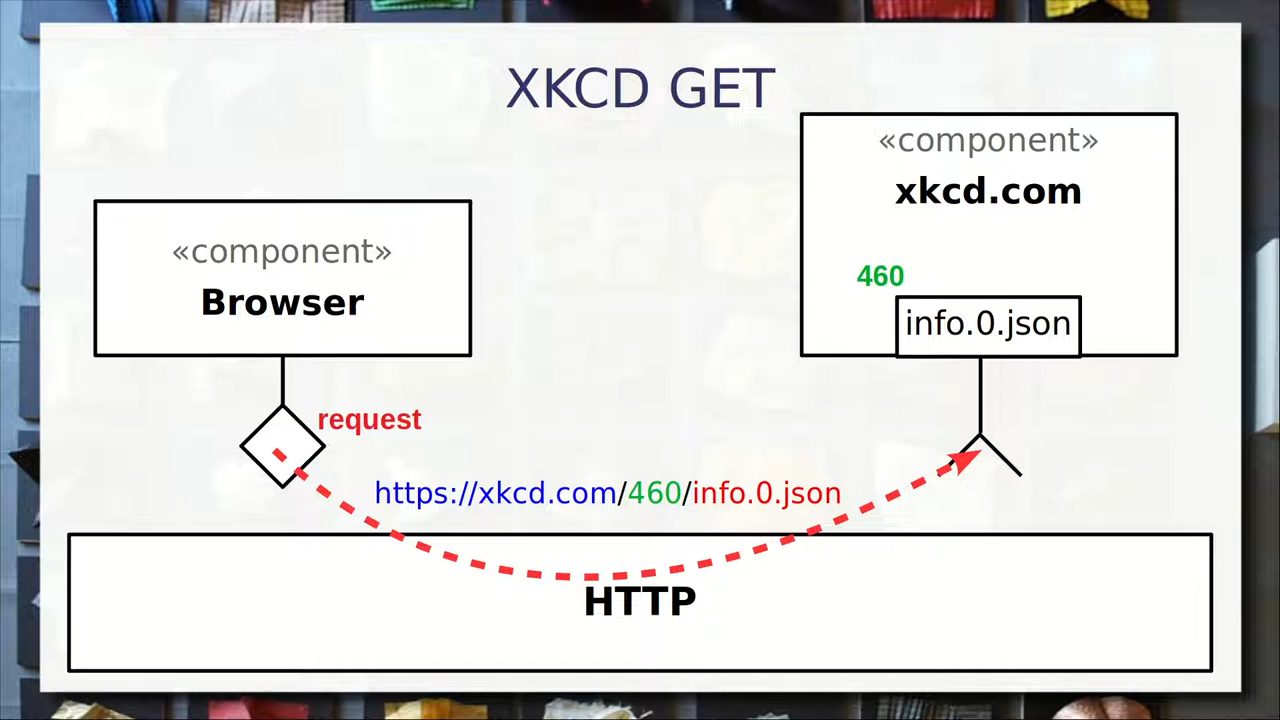 XKCD GET
«component»
xkcd.com
«component»
Browser
460
info.0.json
request
https://xkcd.com/460/info.0.json
HTTP